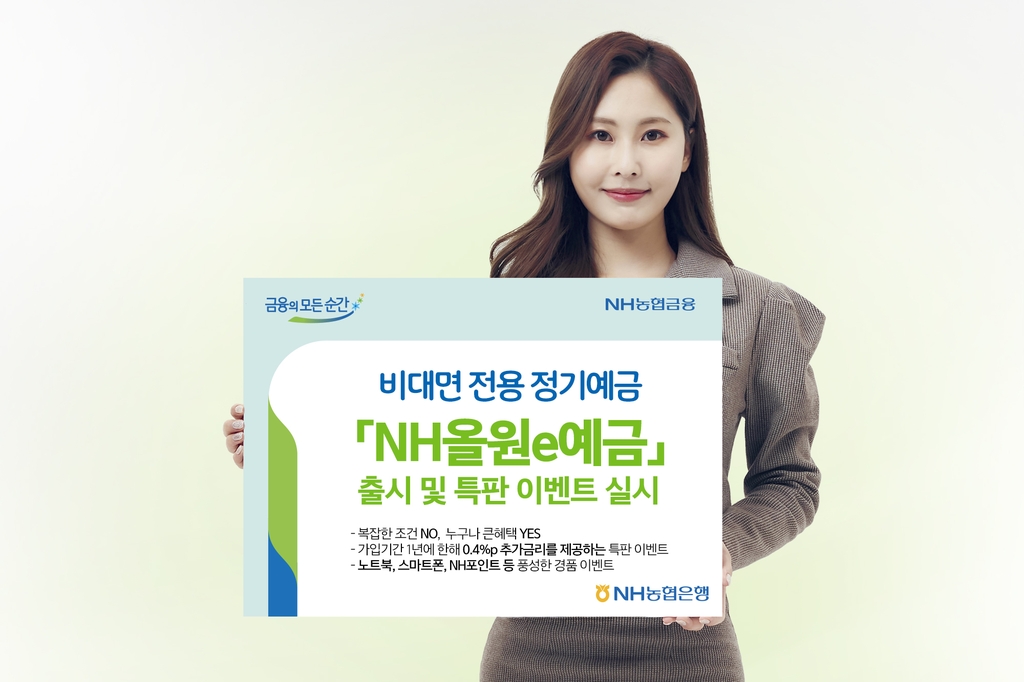 금융의 모든 순간
NH농협금융
비대면 전용 정기예금
「NH올원e예금」
출시 및 특판 이벤트 실시
- 복잡한 조건 NO, 누구나 큰혜택 YES
- 가입기간 1년에 한해 0.4%p 추가금리를 제공하는 특판 이벤트
- 노트북, 스마트폰, NH포인트 등 풍성한 경품 이벤트
NH농협은행